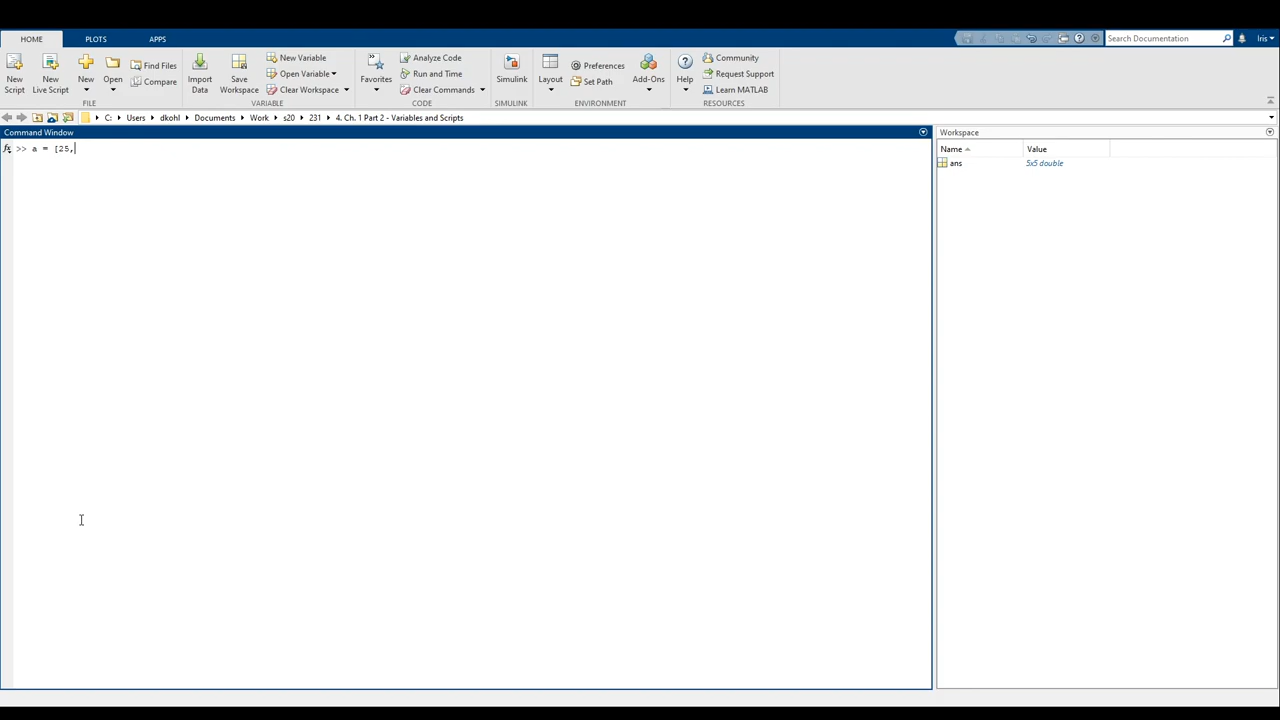 HOME PLOTS APPS Search Documentation Iris
New Script New Live Script New Open Find Files Compare Import Data Save Workspace New Variable Open Variable Clear Workspace Favorites Analyze Code Run and Time Clear Commands Simulink Layout Preferences Set Path Add-Ons Help Community Request Support Learn MATLAB
FILE VARIABLE CODE SIMULINK ENVIRONMENT RESOURCES
C: Users dkohl Documents Work s20 231 4. Ch. 1 Part 2 - Variables and Scripts
Command Window
fx >> a = [25,
Workspace
Name Value
ans 5x5 double